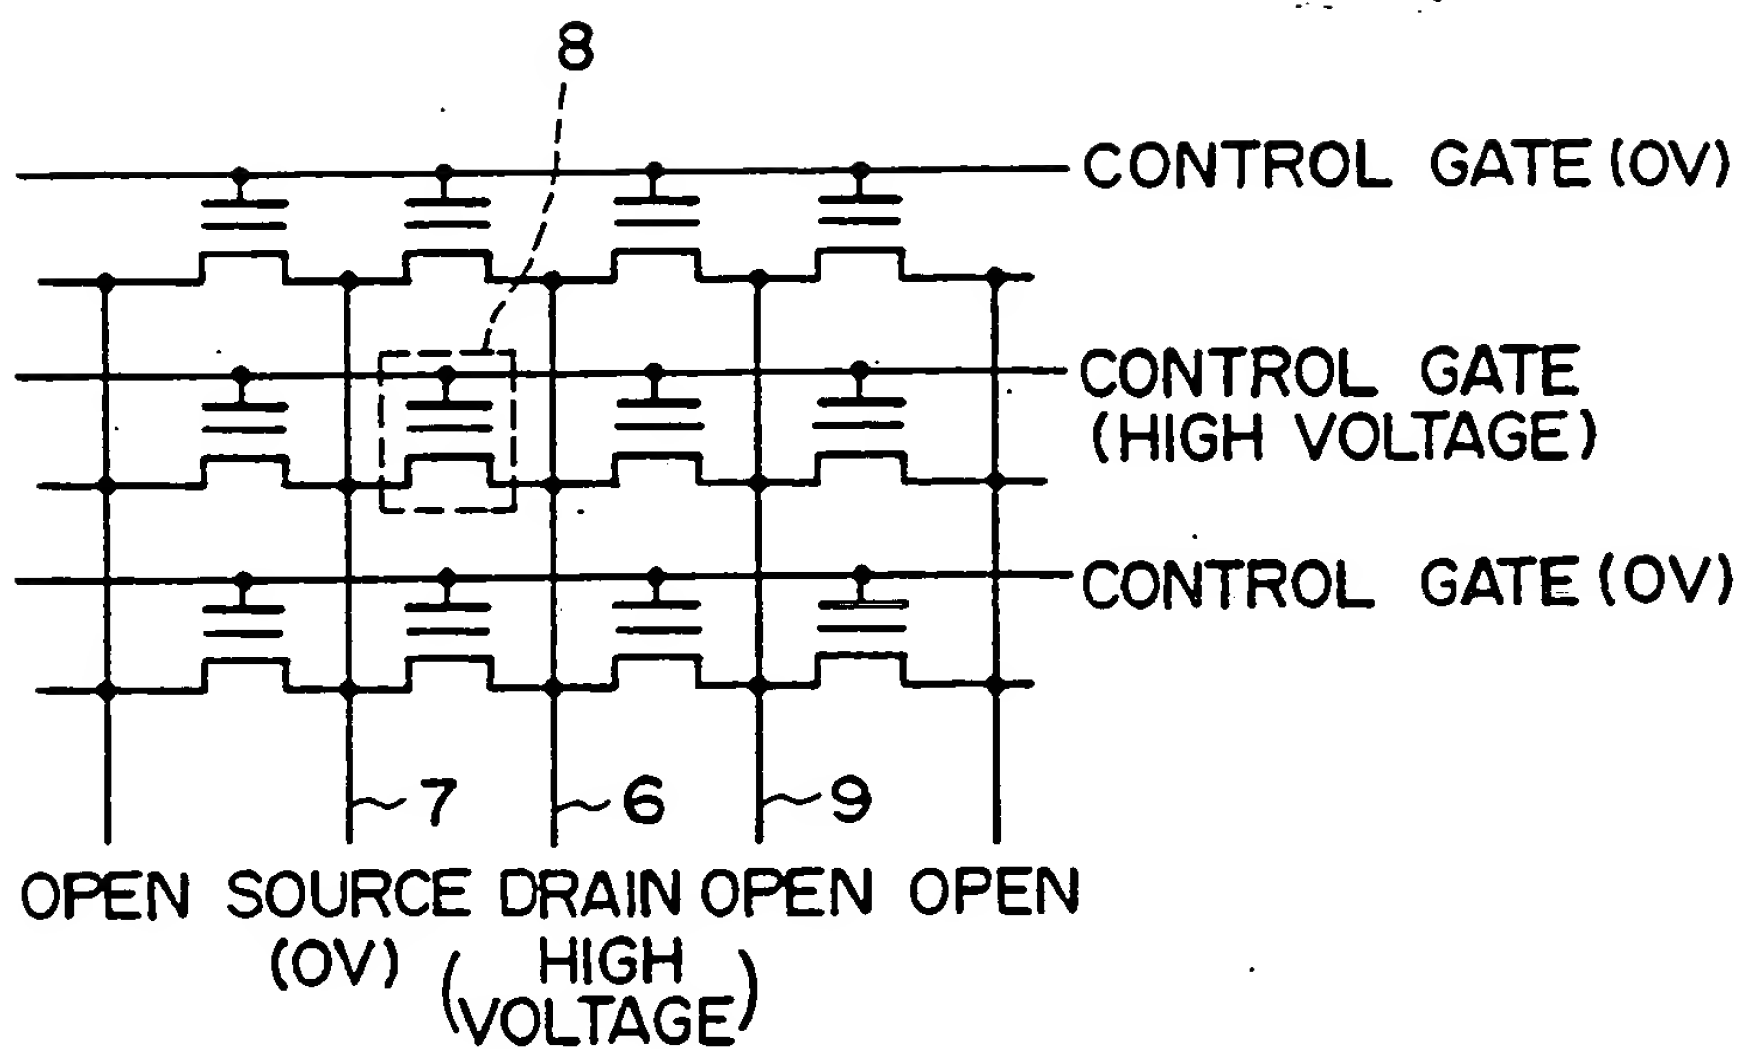 8
CONTROL GATE (0V)
CONTROL GATE
(HIGH VOLTAGE)
CONTROL GATE (0V)
7 6 9
OPEN SOURCE DRAIN OPEN OPEN
(0V) (HIGH
VOLTAGE)